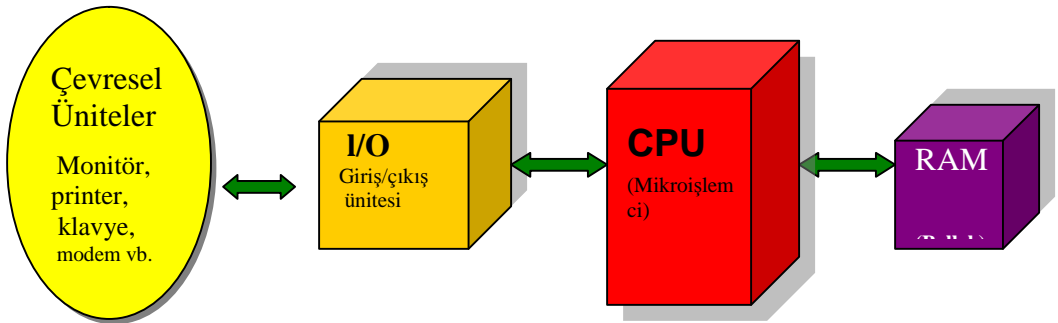 Çevresel
Üniteler
Monitör,
printer,
klavye,
modem vb.
I/O
Giriş/çıkış
ünitesi
CPU
(Mikroişlem
ci)
RAM